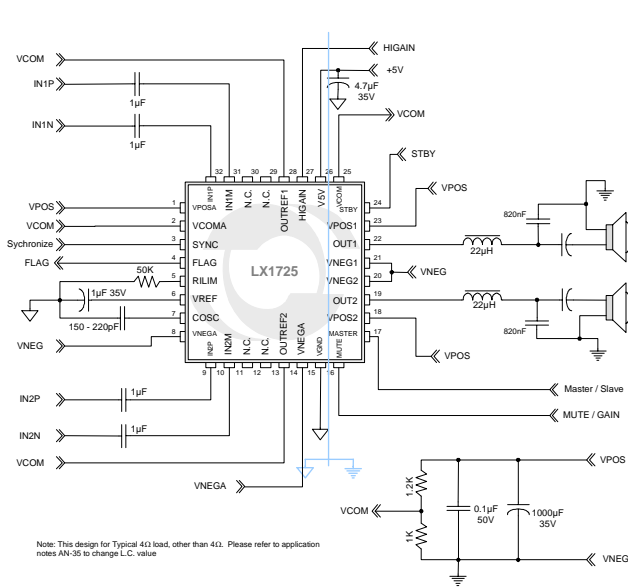 HIGAIN
VCOM
+5V
4.7µF
35V
IN1P
1µF
VCOM
IN1N
1µF
STBY
32 31 30 29 28 27 26 25
IN1P
IN1M
N.C.
N.C.
OUTREF1
HIGAIN
V5V
VCOM
VPOS
1
VPOSA
STBY
24
VPOS
VCOM
2
VCOMA
VPOS1
23
820nF
Sychronize
3
SYNC
OUT1
22
22µH
FLAG
4
FLAG
VNEG1
21
50K
5
RILIM
LX1725
VNEG2
20
VNEG
1µF 35V
6
VREF
OUT2
19
22µH
150 - 220pF
7
COSC
VPOS2
18
820nF
VNEG
8
VNEGA
MASTER
17
VPOS
IN2P
IN2M
N.C.
N.C.
OUTREF2
VNEGA
VGND
MUTE
9 10 11 12 13 14 15 16
IN2P
1µF
Master / Slave
MUTE / GAIN
IN2N
1µF
VCOM
VNEGA
VPOS
1.2K
VCOM
0.1µF
50V
1000µF
35V
1K
VNEG
Note: This design for Typical 4Ω load, other than 4Ω. Please refer to application
notes AN-35 to change L.C. value